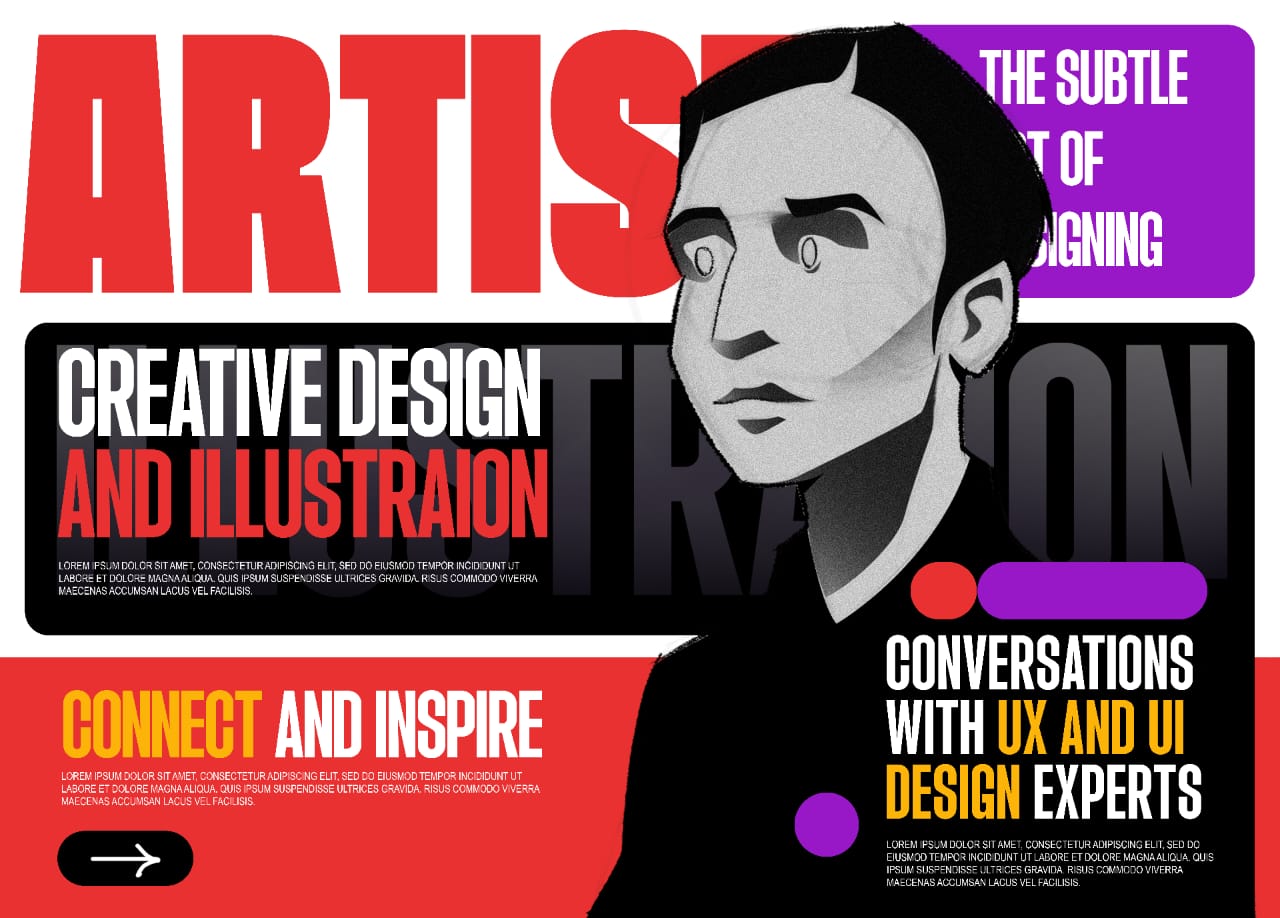 ARTIS
THE SUBTLE
T OF
SIGNING
CREATIVE DESIGN
AND ILLUSTRAION
LOREM IPSUM DOLOR SIT AMET, CONSECTETUR ADIPISCING ELIT, SED DO EIUSMOD TEMPOR INCIDIDUNT UT
LABORE ET DOLORE MAGNA ALIQUA. QUIS IPSUM SUSPENDISSE ULTRICES GRAVIDA. RISUS COMMODO VIVERRA
MAECENAS ACCUMSAN LACUS VEL FACILISIS.
CONNECT AND INSPIRE
LOREM IPSUM DOLOR SIT AMET, CONSECTETUR ADIPISCING ELIT, SED DO EIUSMOD TEMPOR INCIDIDUNT UT
LABORE ET DOLORE MAGNA ALIQUA. QUIS IPSUM SUSPENDISSE ULTRICES GRAVIDA. RISUS COMMODO VIVERRA
MAECENAS ACCUMSAN LACUS VEL FACILISIS.
CONVERSATIONS
WITH UX AND UI
DESIGN EXPERTS
LOREM IPSUM DOLOR SIT AMET, CONSECTETUR ADIPISCING ELIT, SED DO
EIUSMOD TEMPOR INCIDIDUNT UT LABORE ET DOLORE MAGNA ALIQUA. QUIS
IPSUM SUSPENDISSE ULTRICES GRAVIDA. RISUS COMMODO VIVERRA
MAECENAS ACCUMSAN LACUS VEL FACILISIS.